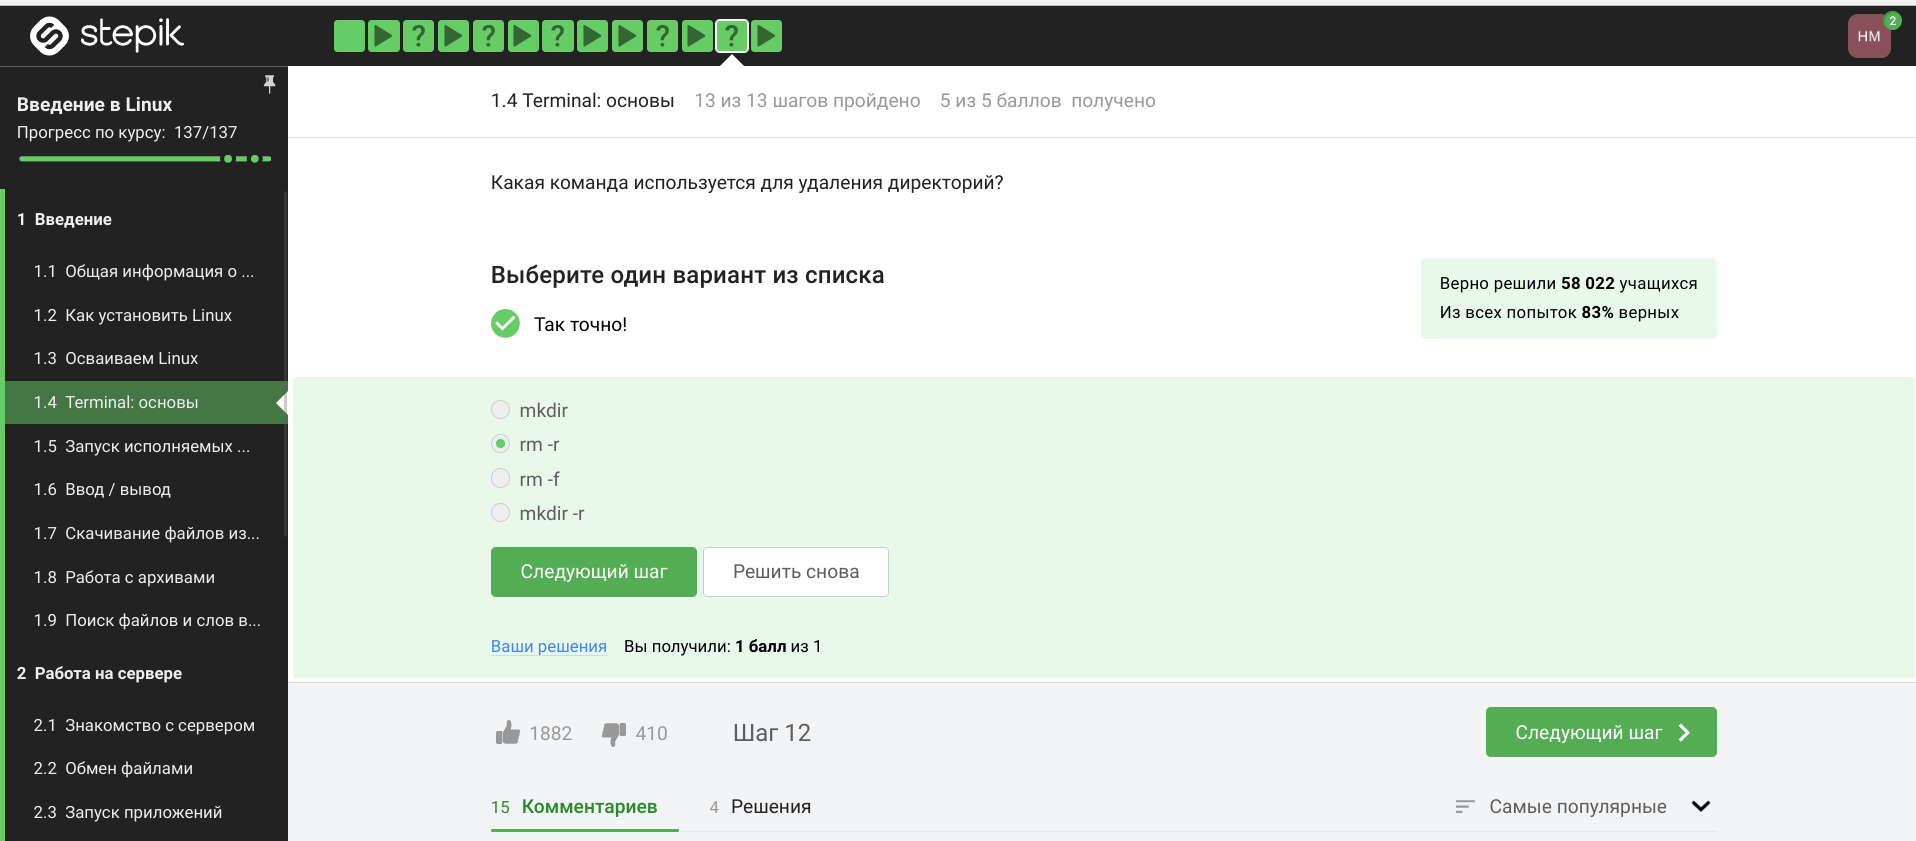 stepik
? ? ? ? ?
НМ
2
Введение в Linux
Прогресс по курсу: 137/137
1 Введение
1.1 Общая информация о ...
1.2 Как установить Linux
1.3 Осваиваем Linux
1.4 Terminal: основы
1.5 Запуск исполняемых ...
1.6 Ввод / вывод
1.7 Скачивание файлов из...
1.8 Работа с архивами
1.9 Поиск файлов и слов в...
2 Работа на сервере
2.1 Знакомство с сервером
2.2 Обмен файлами
2.3 Запуск приложений
1.4 Terminal: основы 13 из 13 шагов пройдено 5 из 5 баллов получено
Какая команда используется для удаления директорий?
Выберите один вариант из списка
Так точно!
Верно решили 58 022 учащихся
Из всех попыток 83% верных
mkdir
rm -r
rm -f
mkdir -r
Следующий шаг Решить снова
Ваши решения Вы получили: 1 балл из 1
1882 410 Шаг 12 Следующий шаг
15 Комментариев 4 Решения Самые популярные